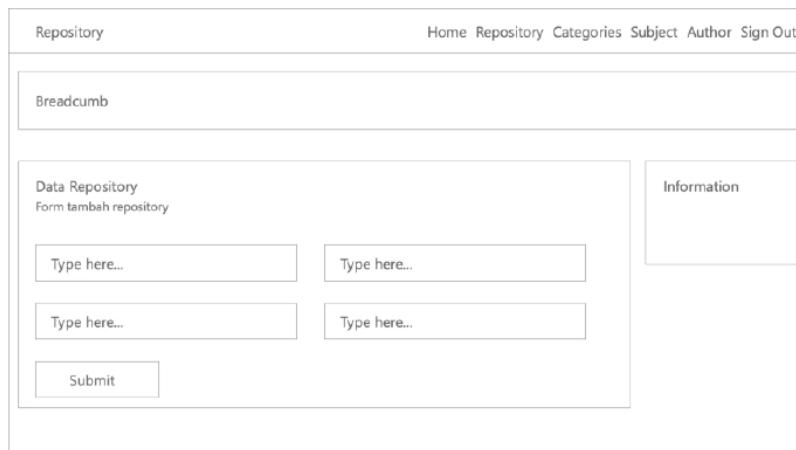 Repository Home Repository Categories Subject Author Sign Out
Breadcumb
Data Repository
Form tambah repository
Type here... Type here...
Type here... Type here...
Submit
Information